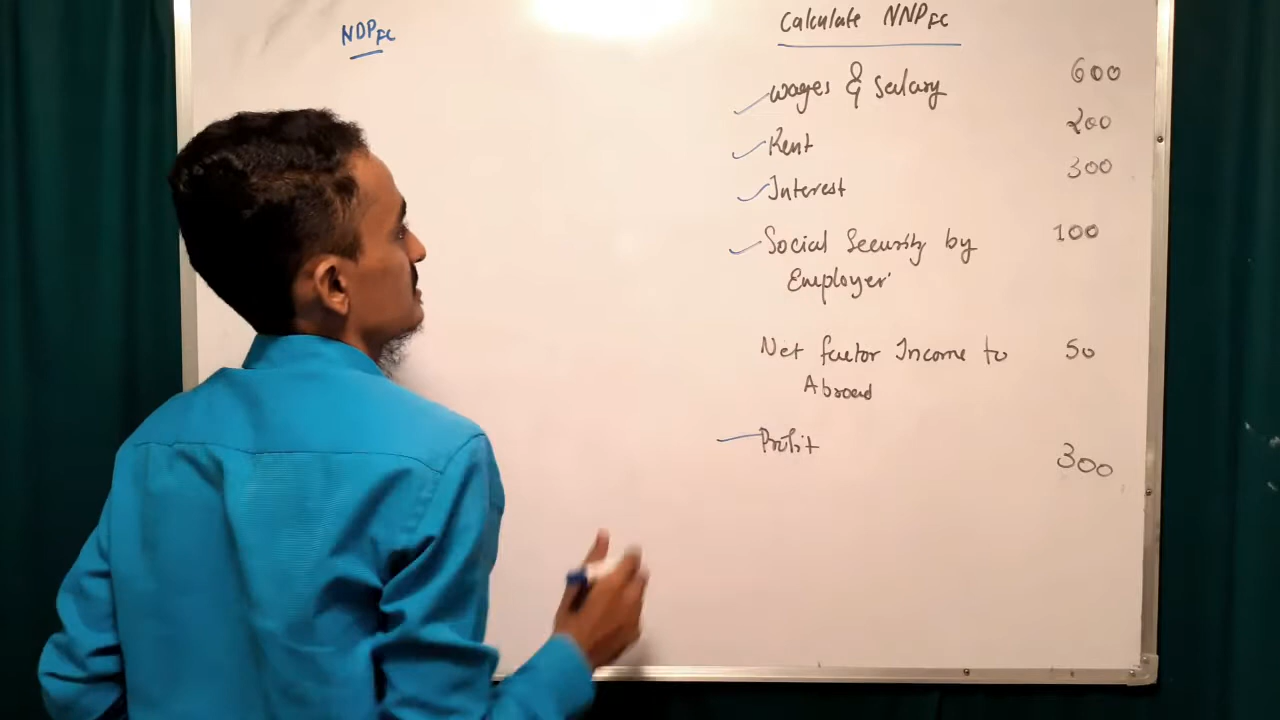 NDPFC
Calculate NNPFC
wages & Salary 600
Rent 200
Interest 300
Social Security by 100
Employer
Net factor Income to 50
Abroad
Profit 300